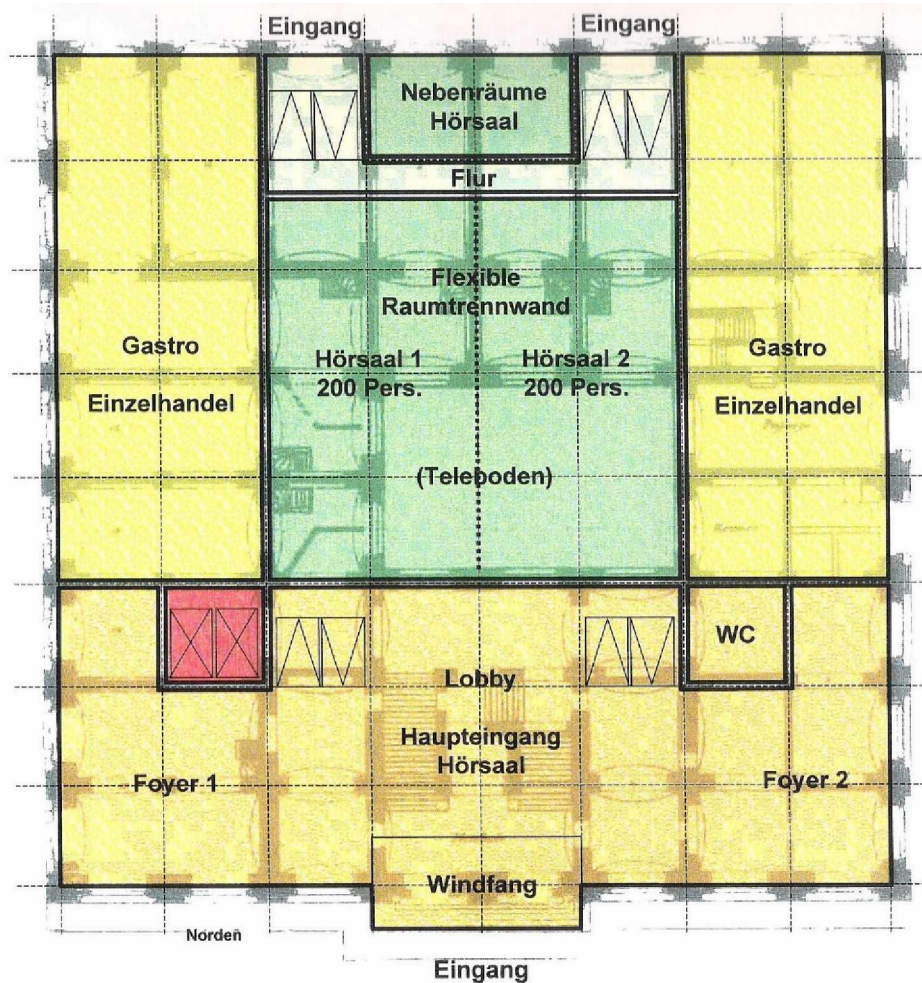 Eingang
Eingang
Nebenräume
Hörsaal
Flur
Flexible
Raumtrennwand
Gastro
Einzelhandel
Hörsaal 1
200 Pers.
Hörsaal 2
200 Pers.
Gastro
Einzelhandel
(Teleboden)
WC
Lobby
Haupteingang
Hörsaal
Foyer 1
Foyer 2
Windfang
Norden
Eingang